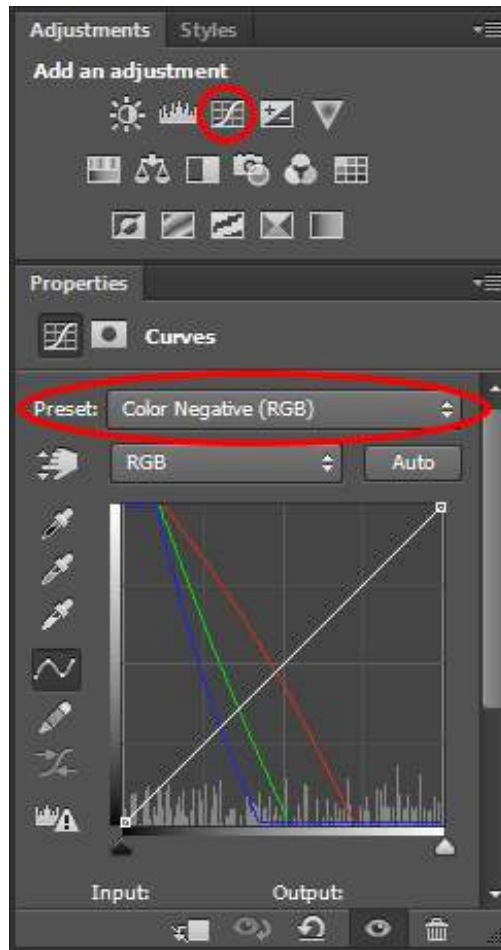 Adjustments Styles
Add an adjustment
Properties
Curves
Preset: Color Negative (RGB)
RGB Auto
Input: Output: